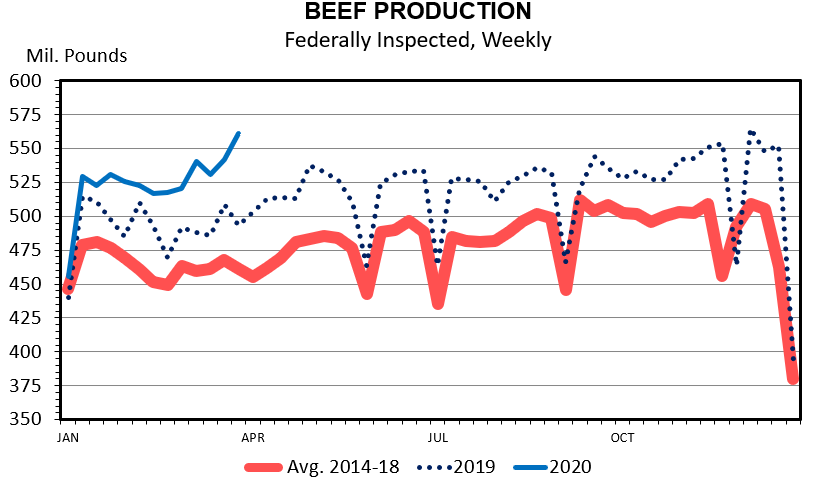 BEEF PRODUCTION
Federally Inspected, Weekly
Mil. Pounds
600
575
550
525
500
475
450
425
400
375
350
JAN APR JUL OCT
Avg. 2014-18 2019 2020